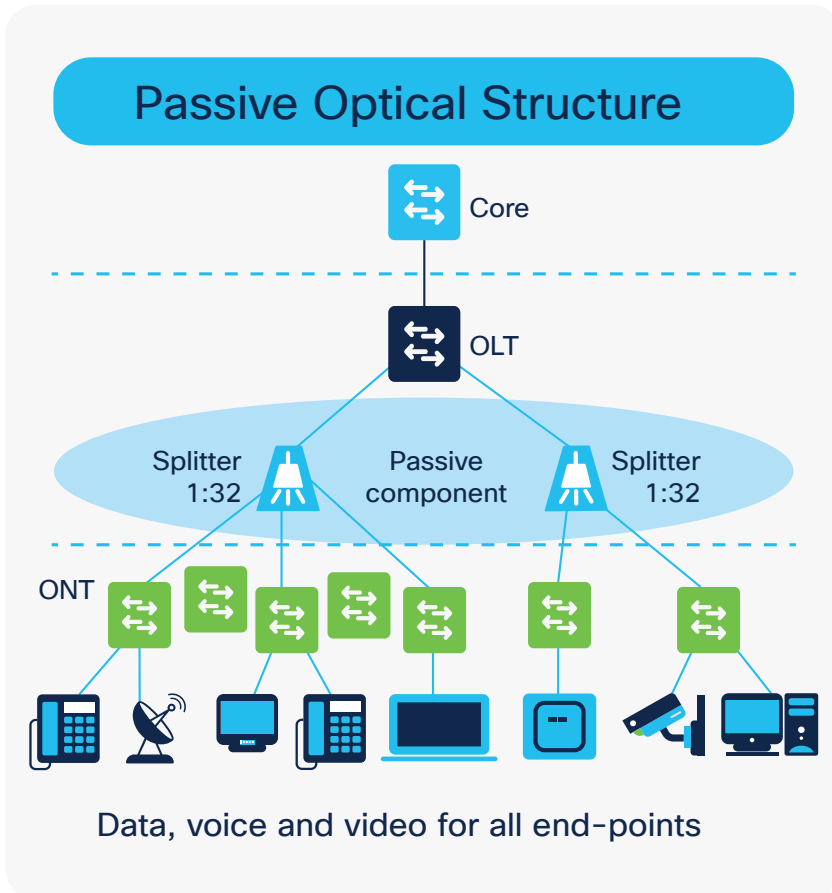 Passive Optical Structure
Core
OLT
Splitter
1:32
Passive
component
Splitter
1:32
ONT
Data, voice and video for all end-points